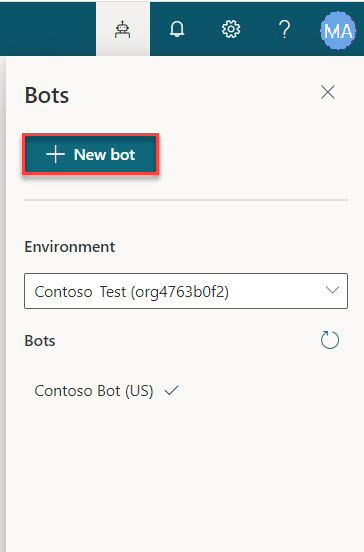 MA
Bots
New bot
Environment
Contoso Test (org4763b0f2)
Bots
Contoso Bot (US)